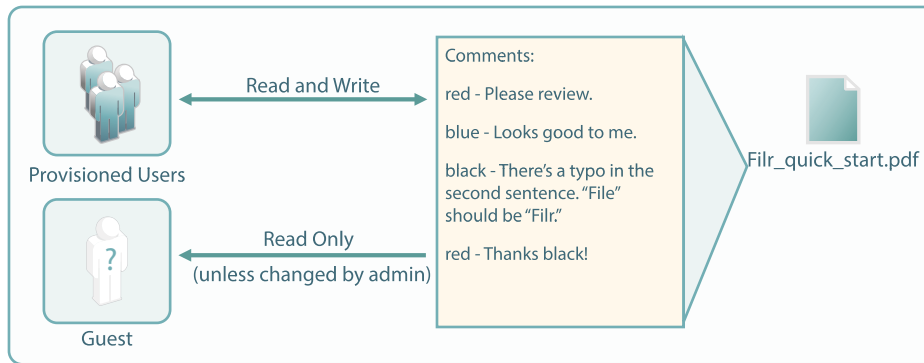 Provisioned Users
Read and Write
Guest
?
Read Only
(unless changed by admin)
Comments:
red - Please review.
blue - Looks good to me.
black - There’s a typo in the
second sentence. “File”
should be “Filr.”
red - Thanks black!
Filr_quick_start.pdf